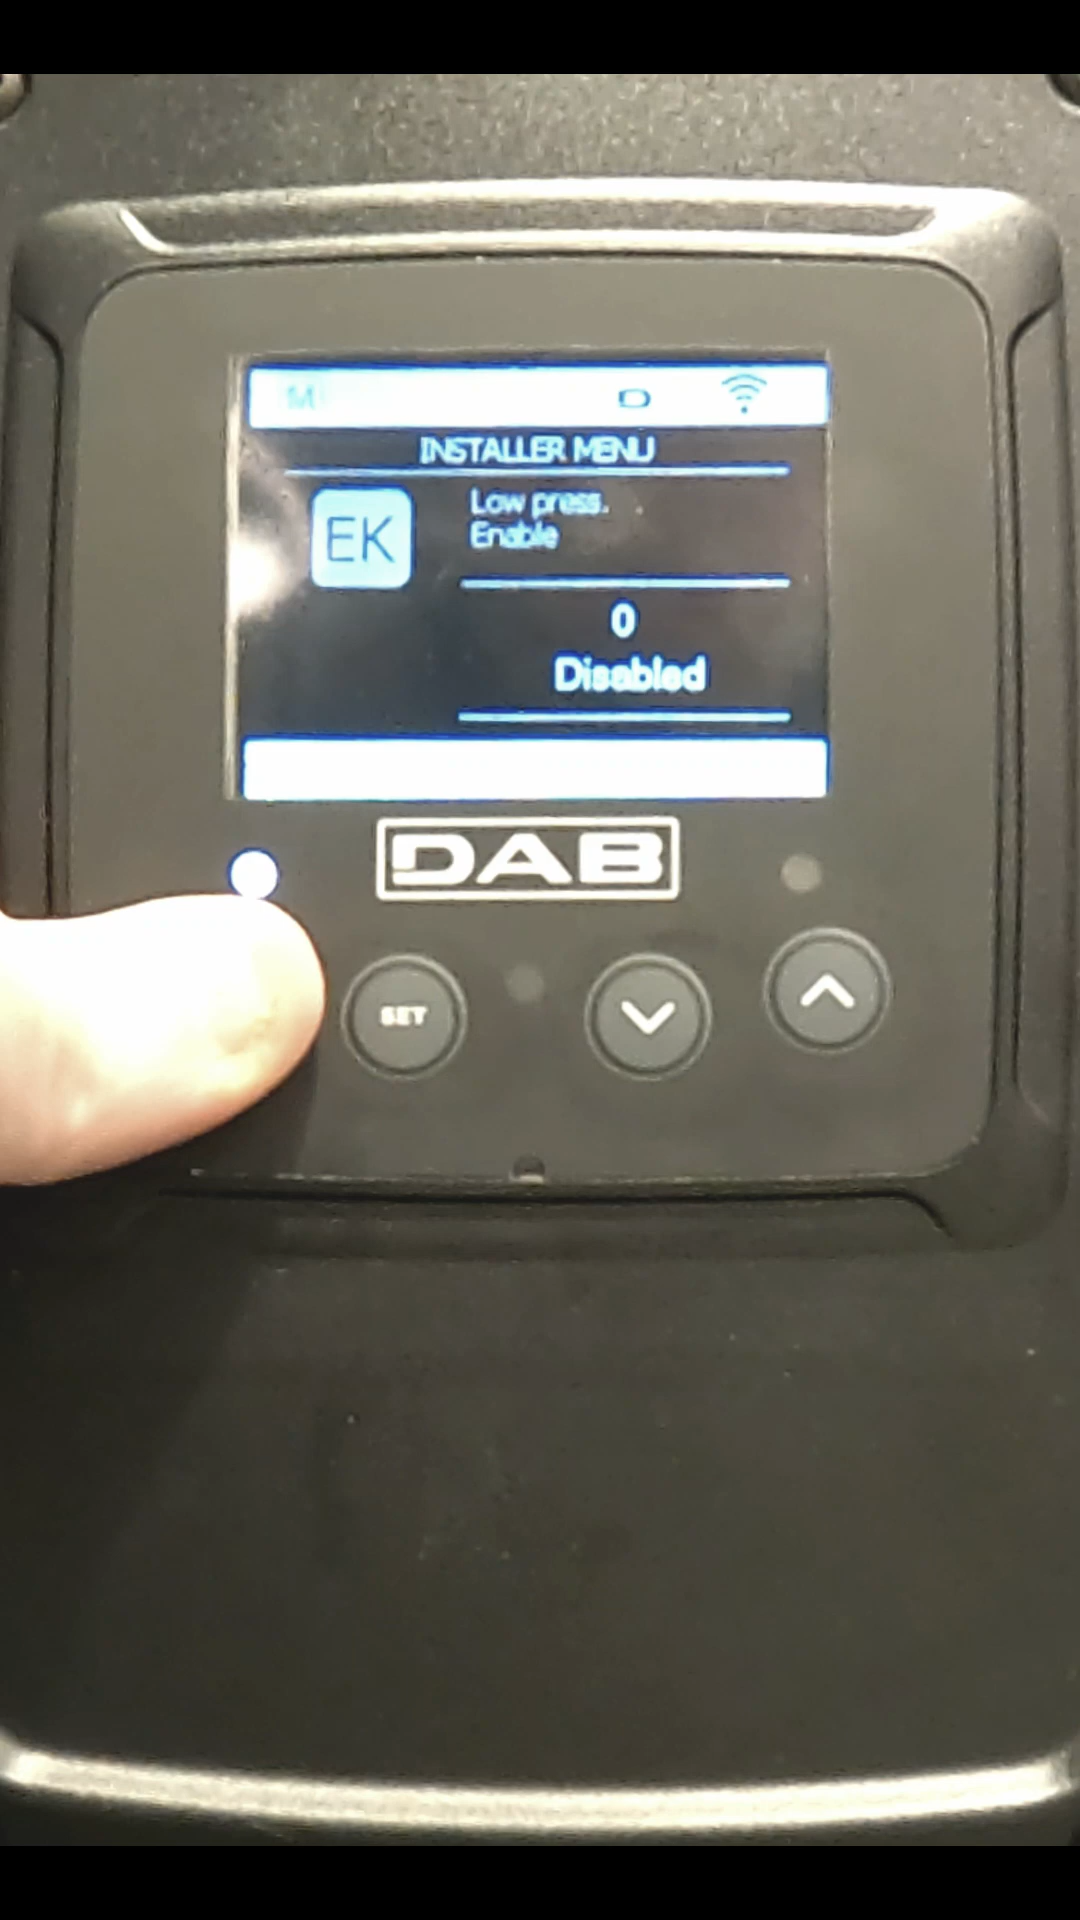 M
D
INSTALLER MENU
EK
Low press.
Enable
0
Disabled
DAB
SET